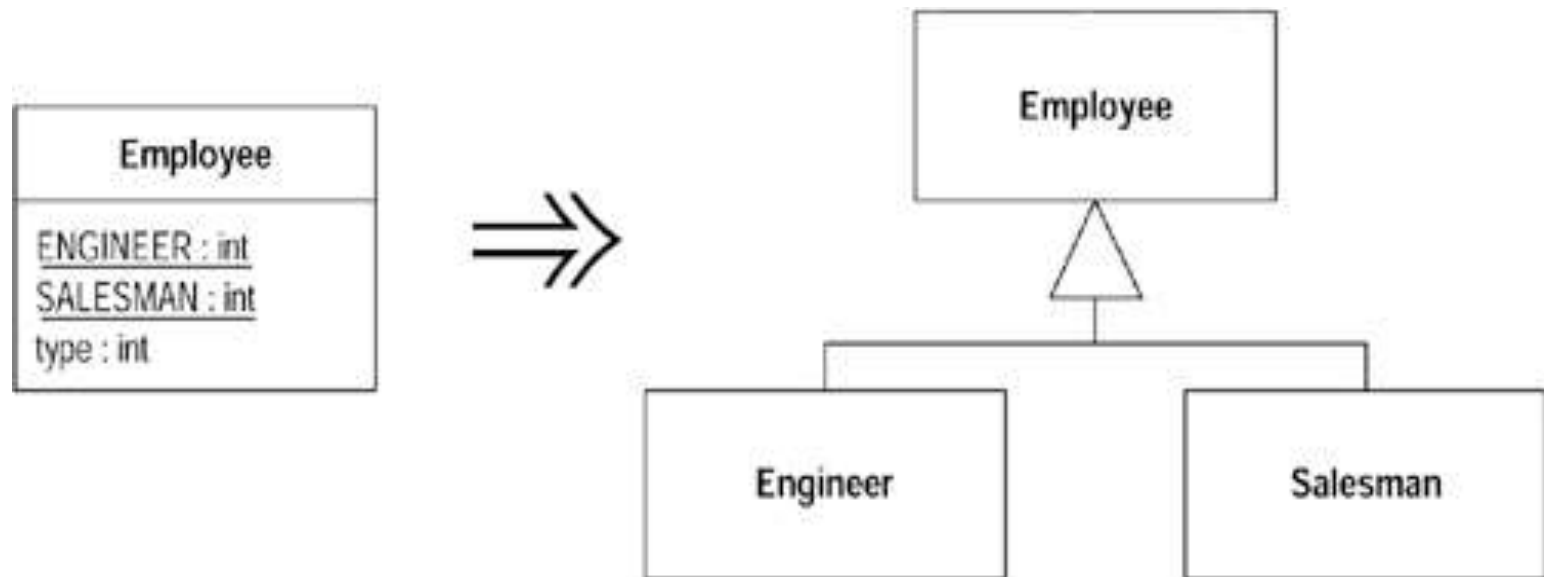 Employee
ENGINEER : int
SALESMAN : int
type : int
Employee
Engineer
Salesman